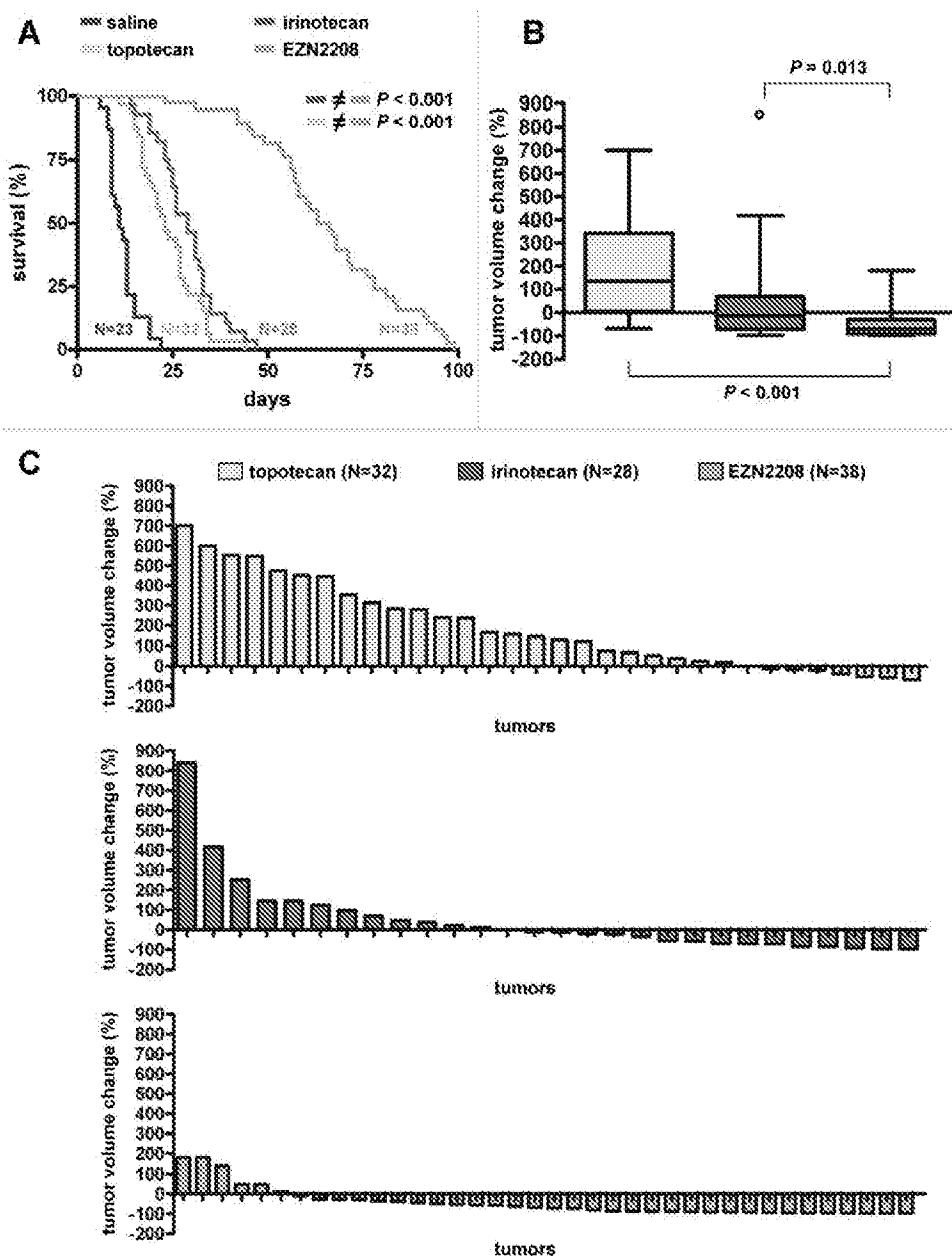 A
saline
irinotecan
topotecan
EZN2208
≠ P < 0.001
≠ P < 0.001
survival (%)
100
75
50
25
0
N=23
N=38
0
25
50
75
100
days
B
P = 0.013
tumor volume change (%)
900
800
700
600
500
400
300
200
100
0
-100
-200
P < 0.001
C
topotecan (N=32)
irinotecan (N=28)
EZN2208 (N=38)
tumor volume change (%)
900
800
700
600
500
400
300
200
100
0
-100
-200
tumors
tumor volume change (%)
900
800
700
600
500
400
300
200
100
0
-100
-200
tumors
tumor volume change (%)
900
800
700
600
500
400
300
200
100
0
-100
-200
tumors